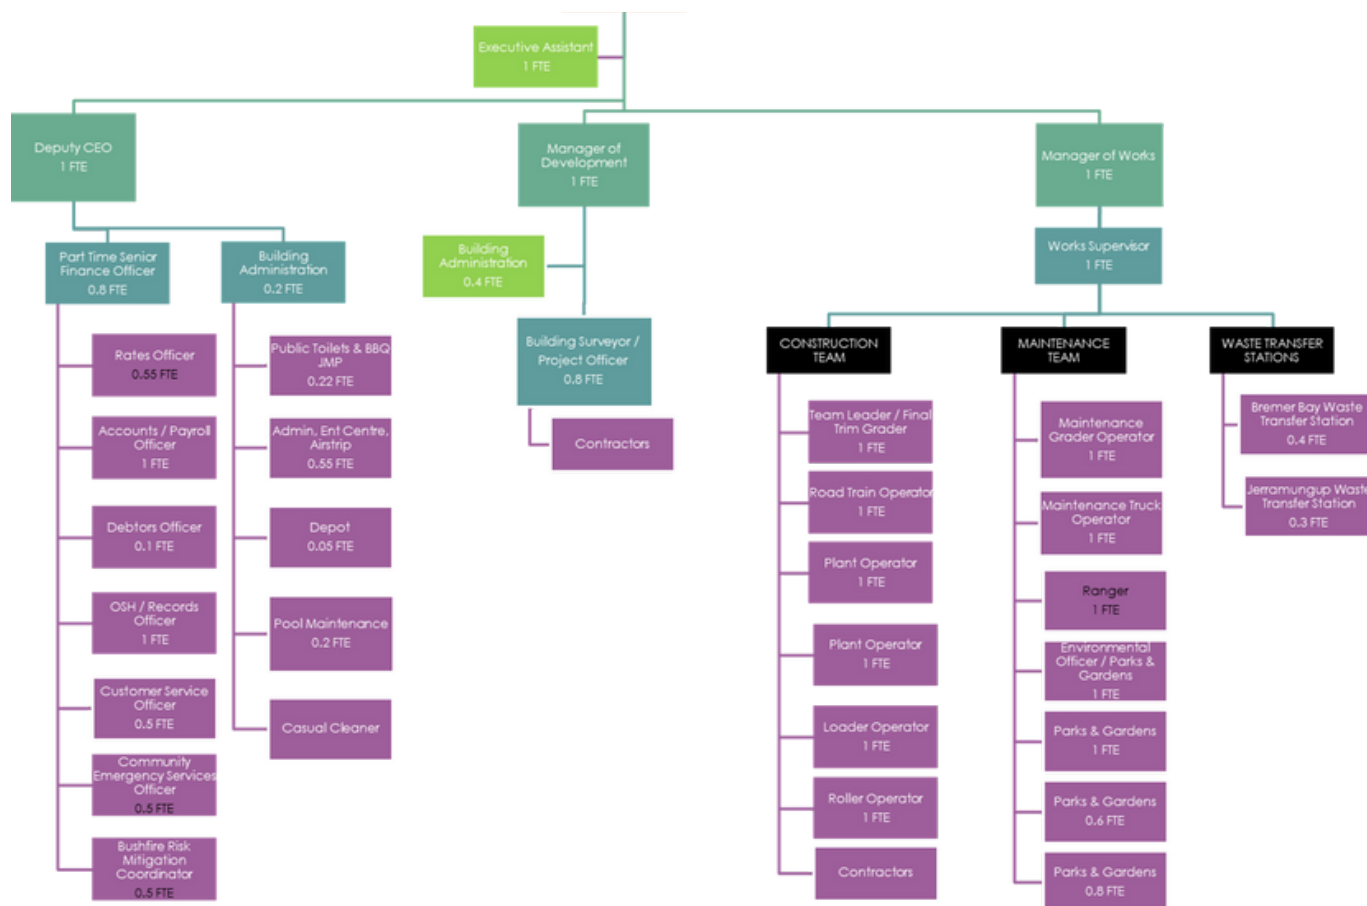 Executive Assistant
1 FTE
Deputy CEO
1 FTE
Manager of
Development
1 FTE
Manager of Works
1 FTE
Part Time Senior
Finance Officer
0.8 FTE
Building
Administration
0.2 FTE
Building
Administration
0.4 FTE
Works Supervisor
1 FTE
Rates Officer
0.55 FTE
Accounts / Payroll
Officer
1 FTE
Debtors Officer
0.1 FTE
OSH / Records
Officer
1 FTE
Customer Service
Officer
0.5 FTE
Community
Emergency Services
Officer
0.5 FTE
Bushfire Risk
Mitigation
Coordinator
0.5 FTE
Public Toilets & BBQ
JMP
0.22 FTE
Admin, Ent Centre,
Airstrip
0.55 FTE
Depot
0.05 FTE
Pool Maintenance
0.2 FTE
Casual Cleaner
Building Surveyor /
Project Officer
0.8 FTE
Contractors
CONSTRUCTION
TEAM
Team Leader / Final
Trim Grader
1 FTE
Road Train Operator
1 FTE
Plant Operator
1 FTE
Plant Operator
1 FTE
Loader Operator
1 FTE
Roller Operator
1 FTE
Contractors
MAINTENANCE
TEAM
Maintenance
Grader Operator
1 FTE
Maintenance Truck
Operator
1 FTE
Ranger
1 FTE
Environmental
Officer / Parks &
Gardens
1 FTE
Parks & Gardens
1 FTE
Parks & Gardens
0.6 FTE
Parks & Gardens
0.8 FTE
WASTE TRANSFER
STATIONS
Bremer Bay Waste
Transfer Station
0.4 FTE
Jerramungup Waste
Transfer Station
0.3 FTE